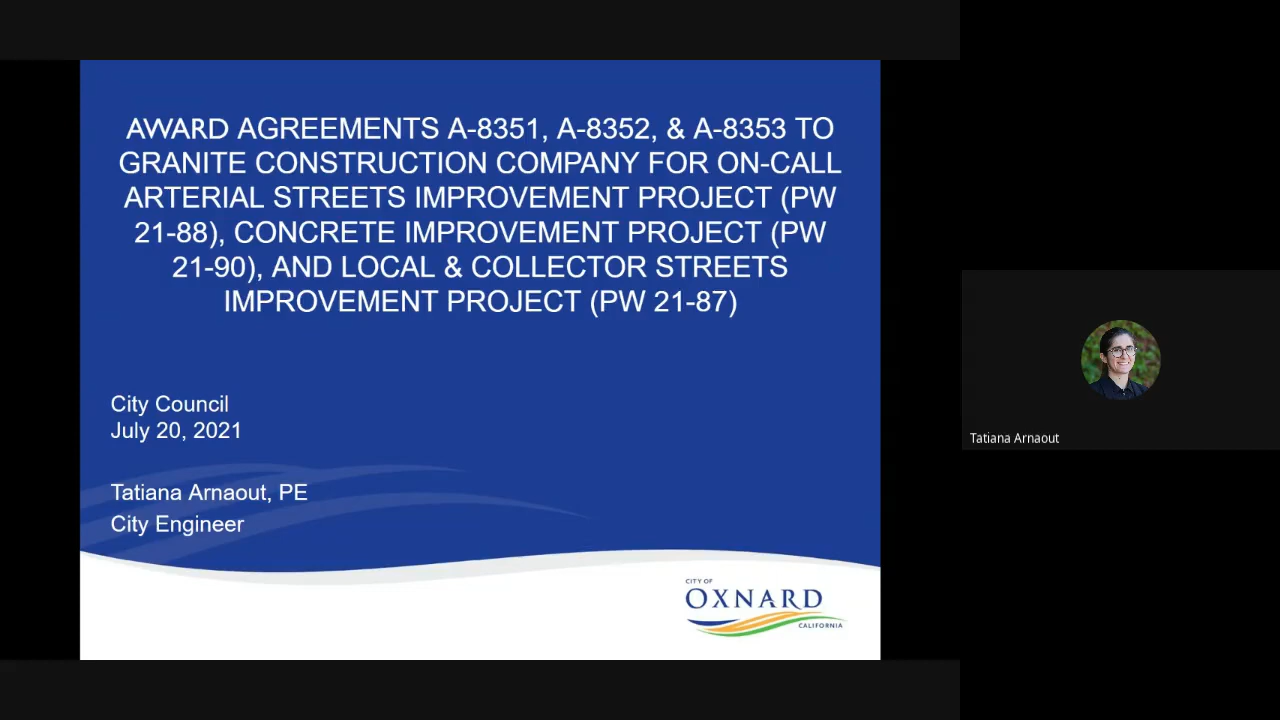 AWARD AGREEMENTS A-8351, A-8352, & A-8353 TO
GRANITE CONSTRUCTION COMPANY FOR ON-CALL
ARTERIAL STREETS IMPROVEMENT PROJECT (PW
21-88), CONCRETE IMPROVEMENT PROJECT (PW
21-90), AND LOCAL & COLLECTOR STREETS
IMPROVEMENT PROJECT (PW 21-87)
City Council
July 20, 2021
Tatiana Arnaout, PE
City Engineer
CITY OF
OXNARD
CALIFORNIA
Tatiana Arnaout